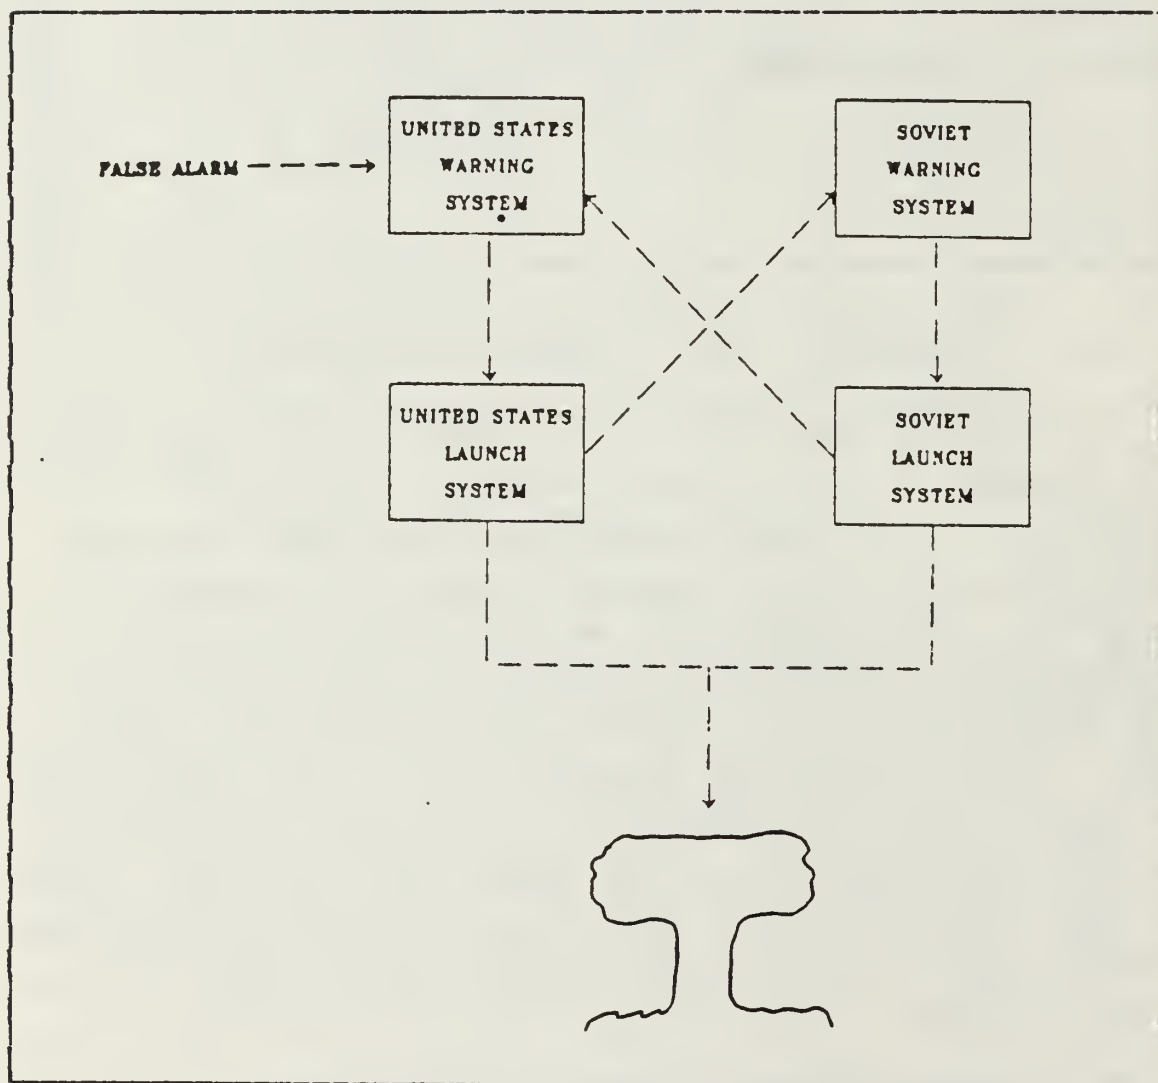 FALSE ALARM
UNITED STATES
WARNING
SYSTEM
SOVIET
WARNING
SYSTEM
UNITED STATES
LAUNCH
SYSTEM
SOVIET
LAUNCH
SYSTEM